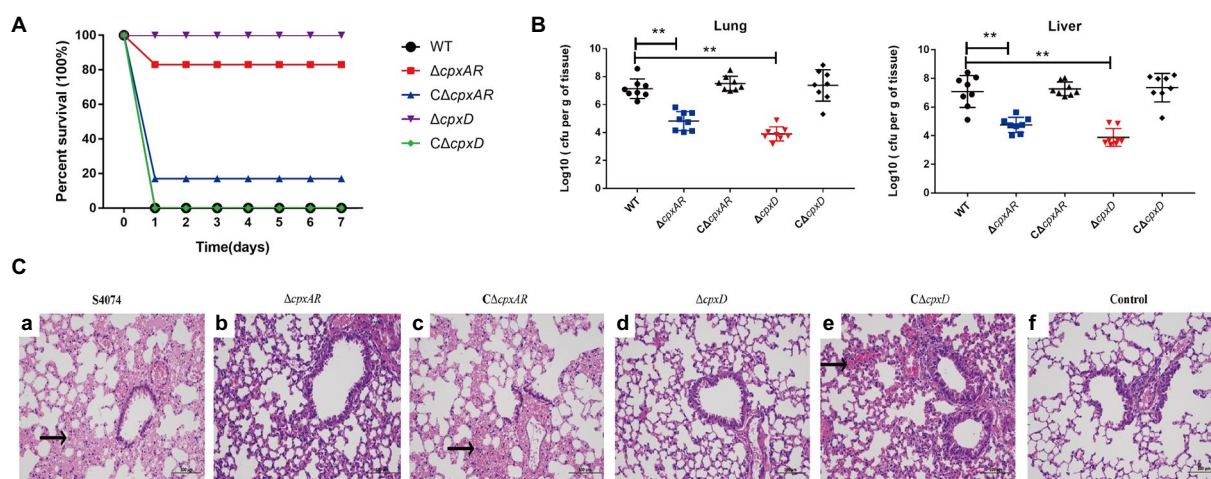 A
Percent survival (100%)
100
80
60
40
20
0
0 1 2 3 4 5 6 7
Time(days)
WT
ΔcpxAR
CΔcpxAR
ΔcpxD
CΔcpxD
B
Lung
Log10 ( cfu per g of tissue)
10
8
6
4
2
0
** **
WT ΔcpxAR CΔcpxAR ΔcpxD CΔcpxD
Liver
Log10 ( cfu per g of tissue)
10
8
6
4
2
0
** **
WT ΔcpxAR CΔcpxAR ΔcpxD CΔcpxD
C
S4074 ΔcpxAR CΔcpxAR ΔcpxD CΔcpxD Control
a b c d e f